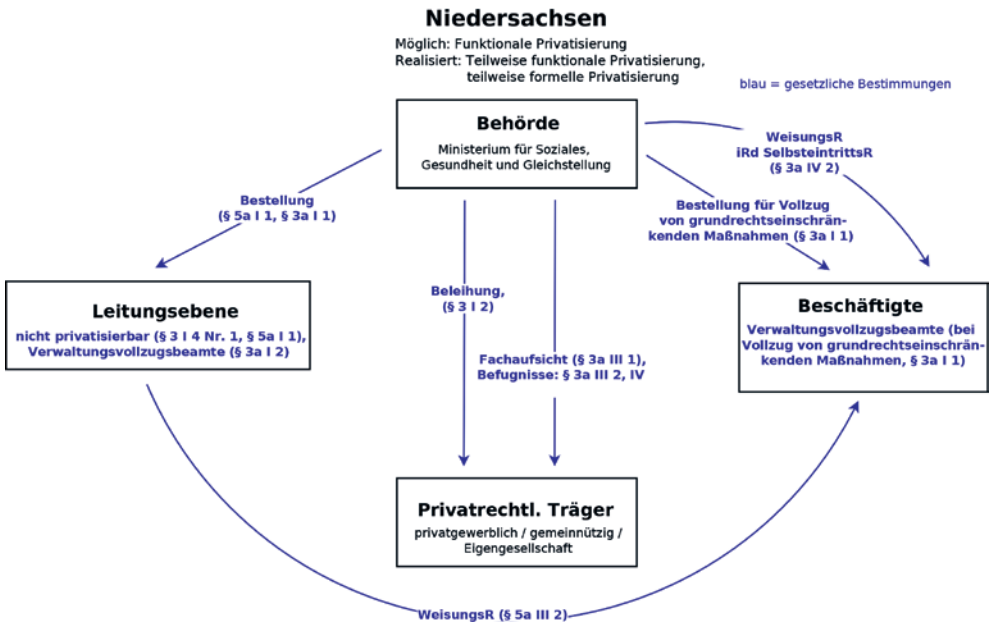 Niedersachsen
Möglich: Funktionale Privatisierung
Realisiert: Teilweise funktionale Privatisierung,
teilweise formelle Privatisierung
blau = gesetzliche Bestimmungen
Behörde
Ministerium für Soziales,
Gesundheit und Gleichstellung
WeisungsR
iRd SelbsteintrittsR
(§ 3a IV 2)
Bestellung
(§ 5a I 1, § 3a I 1)
Bestellung für Vollzug
von grundrechtseinschrän-
kenden Maßnahmen (§ 3a I 1)
Leitungsebene
nicht privatisierbar (§ 3 I 4 Nr. 1, § 5a I 1),
Verwaltungsvollzugsbeamte (§ 3a I 2)
Beleihung,
(§ 3 I 2)
Beschäftigte
Verwaltungsvollzugsbeamte (bei
Vollzug von grundrechtseinschrän-
kenden Maßnahmen, § 3a I 1)
Fachaufsicht (§ 3a III 1),
Befugnisse: § 3a III 2, IV
Privatrechtl. Träger
privatgewerblich / gemeinnützig /
Eigengesellschaft
WeisungsR (§ 5a III 2)